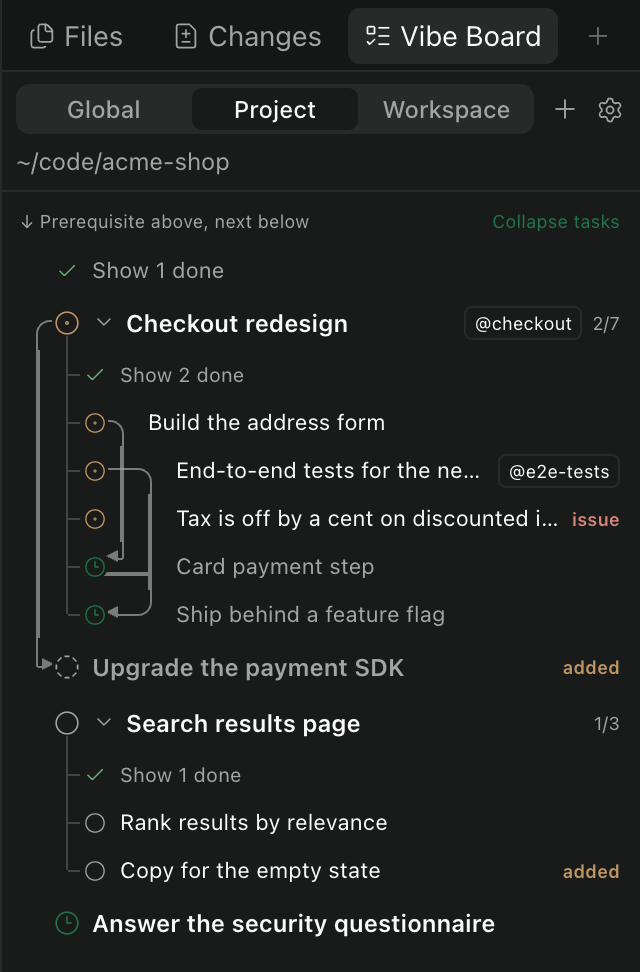 Files Changes Vibe Board
Global Project Workspace
~/code/acme-shop
↓ Prerequisite above, next below Collapse tasks
Show 1 done
Checkout redesign @checkout 2/7
Show 2 done
Build the address form
End-to-end tests for the ne... @e2e-tests
Tax is off by a cent on discounted i... issue
Card payment step
Ship behind a feature flag
Upgrade the payment SDK added
Search results page 1/3
Show 1 done
Rank results by relevance
Copy for the empty state added
Answer the security questionnaire